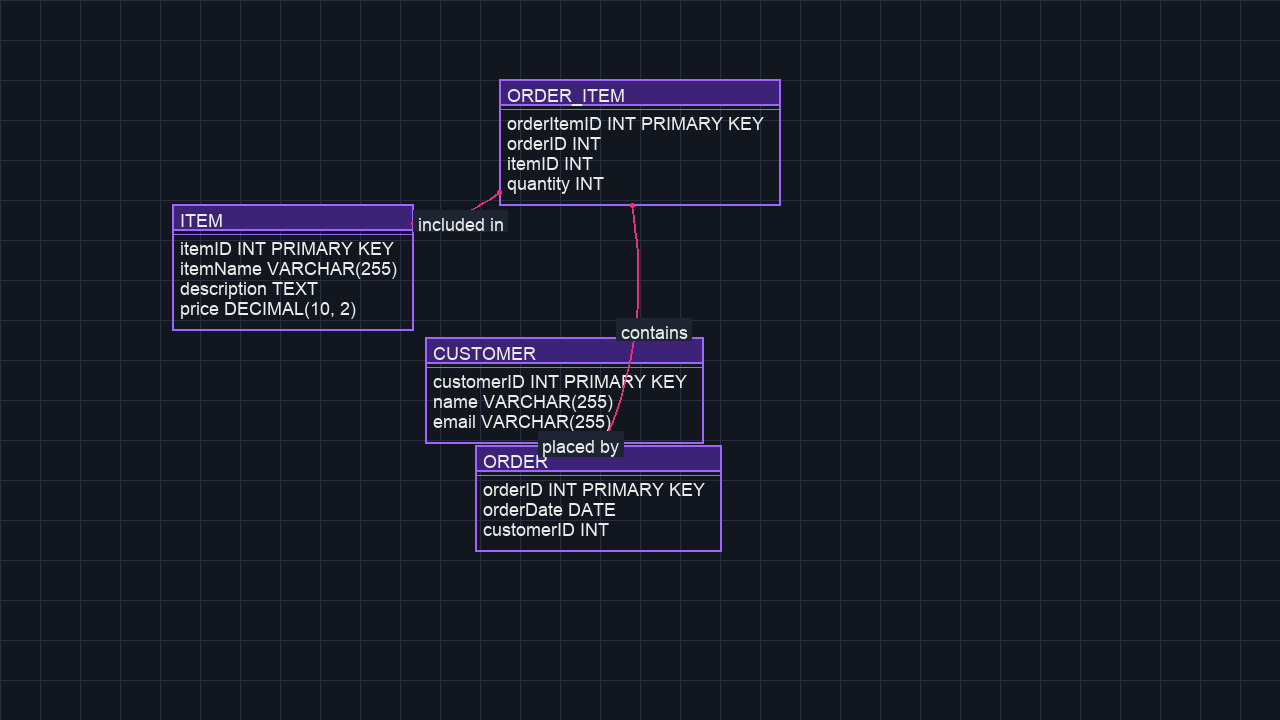 ORDER_ITEM
orderItemID INT PRIMARY KEY
orderID INT
itemID INT
quantity INT
ITEM
itemID INT PRIMARY KEY
itemName VARCHAR(255)
description TEXT
price DECIMAL(10, 2)
included in
contains
CUSTOMER
customerID INT PRIMARY KEY
name VARCHAR(255)
email VARCHAR(255)
placed by
ORDER
orderID INT PRIMARY KEY
orderDate DATE
customerID INT